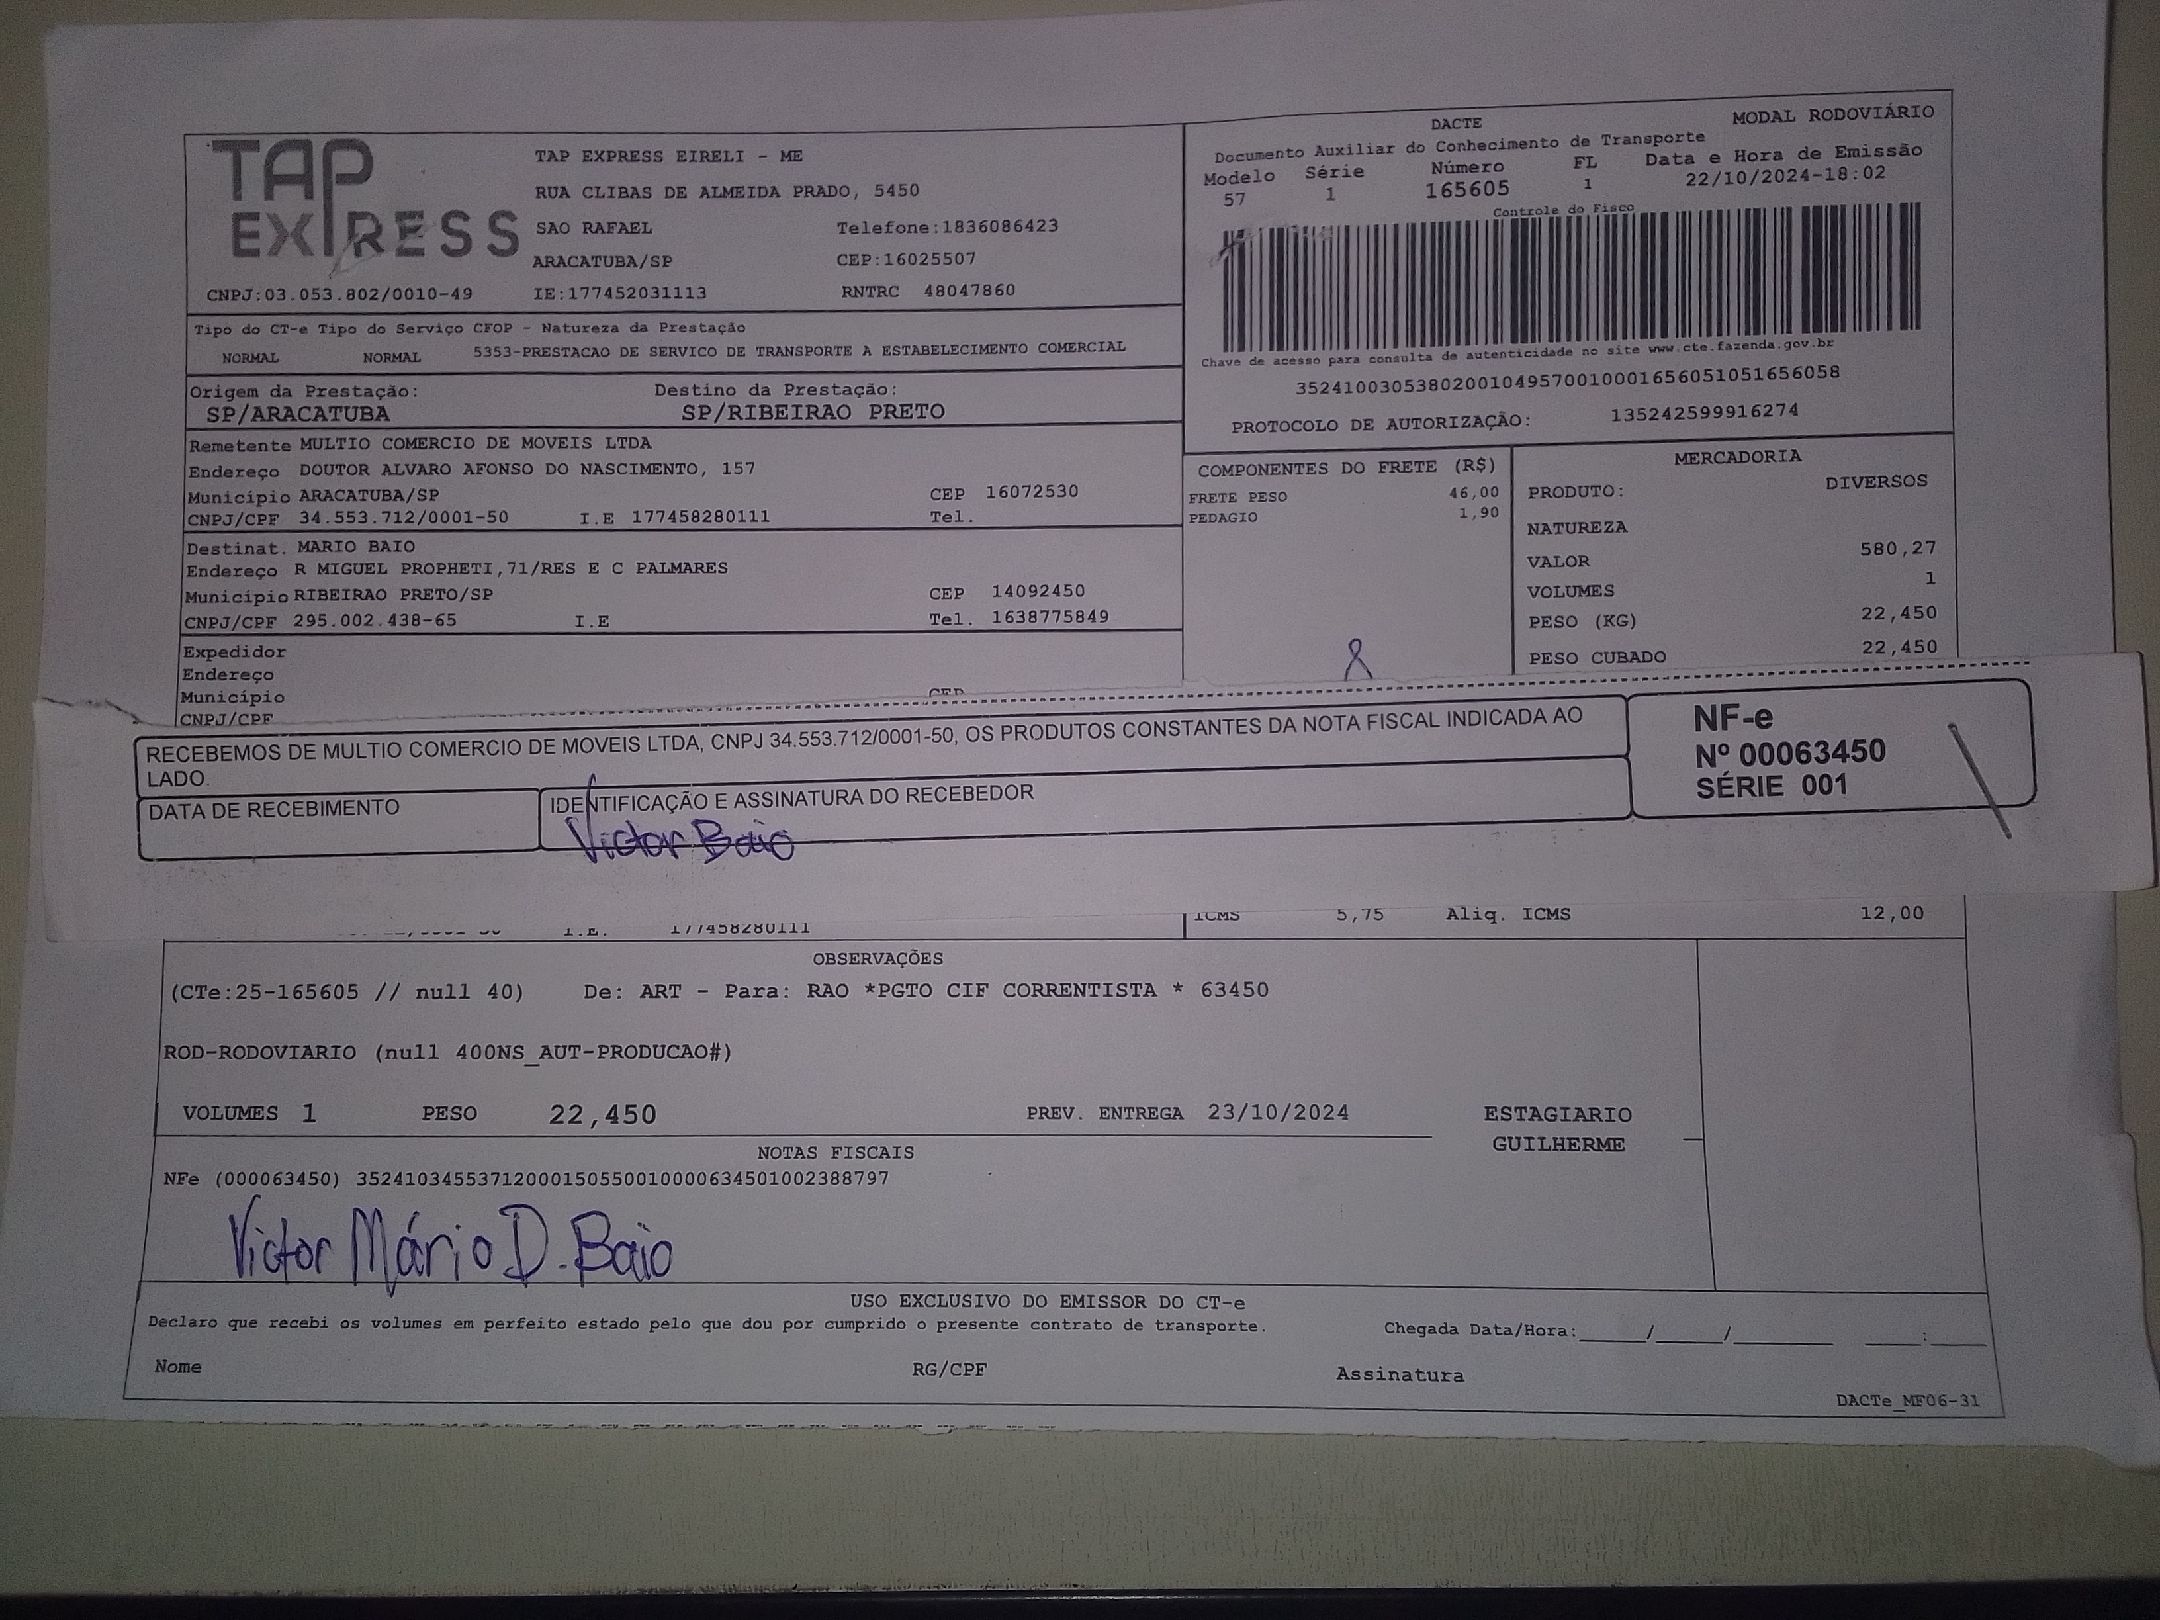 TAP EXPRESS
TAP EXPRESS EIRELI - ME
RUA CLIBAS DE ALMEIDA PRADO, 5450
SAO RAFAEL Telefone:1836086423
ARACATUBA/SP CEP:16025507
CNPJ:03.053.802/0010-49 IE:177452031113 RNTRC 48047860
DACTE MODAL RODOVIÁRIO
Documento Auxiliar do Conhecimento de Transporte
Modelo Série Número FL Data e Hora de Emissão
57 1 165605 1 22/10/2024-18:02
Controle do Fisco
Chave de acesso para consulta de autenticidade no site www.cte.fazenda.gov.br
35241003053802001049570010001656051051656058
PROTOCOLO DE AUTORIZAÇÃO: 135242599916274
Tipo do CT-e Tipo do Serviço CFOP - Natureza da Prestação
NORMAL NORMAL 5353-PRESTACAO DE SERVICO DE TRANSPORTE A ESTABELECIMENTO COMERCIAL
Origem da Prestação: Destino da Prestação:
SP/ARACATUBA SP/RIBEIRAO PRETO
Remetente MULTIO COMERCIO DE MOVEIS LTDA
Endereço DOUTOR ALVARO AFONSO DO NASCIMENTO, 157
Município ARACATUBA/SP CEP 16072530
CNPJ/CPF 34.553.712/0001-50 I.E 177458280111 Tel.
Destinat. MARIO BAIO
Endereço R MIGUEL PROPHETI,71/RES E C PALMARES
Município RIBEIRAO PRETO/SP CEP 14092450
CNPJ/CPF 295.002.438-65 I.E Tel. 1638775849
Expedidor
Endereço
Município CEP
CNPJ/CPF
COMPONENTES DO FRETE (R$)
FRETE PESO 46,00
PEDAGIO 1,90
MERCADORIA
PRODUTO: DIVERSOS
NATUREZA
VALOR 580,27
VOLUMES 1
PESO (KG) 22,450
PESO CUBADO 22,450
RECEBEMOS DE MULTIO COMERCIO DE MOVEIS LTDA, CNPJ 34.553.712/0001-50, OS PRODUTOS CONSTANTES DA NOTA FISCAL INDICADA AO
LADO.
DATA DE RECEBIMENTO IDENTIFICAÇÃO E ASSINATURA DO RECEBEDOR
Victor Baio
NF-e
Nº 00063450
SÉRIE 001
I.E. 177458280111 ICMS 5,75 Aliq. ICMS 12,00
OBSERVAÇÕES
(CTe:25-165605 // null 40) De: ART - Para: RAO *PGTO CIF CORRENTISTA * 63450
ROD-RODOVIARIO (null 400NS_AUT-PRODUCAO#)
VOLUMES 1 PESO 22,450 PREV. ENTREGA 23/10/2024 ESTAGIARIO
GUILHERME
NOTAS FISCAIS
NFe (000063450) 35241034553712000150550010000634501002388797
Victor Mário D. Baio
USO EXCLUSIVO DO EMISSOR DO CT-e
Declaro que recebi os volumes em perfeito estado pelo que dou por cumprido o presente contrato de transporte. Chegada Data/Hora:_____/_____/________ ____:____
Nome RG/CPF Assinatura
DACTe_MF06-31